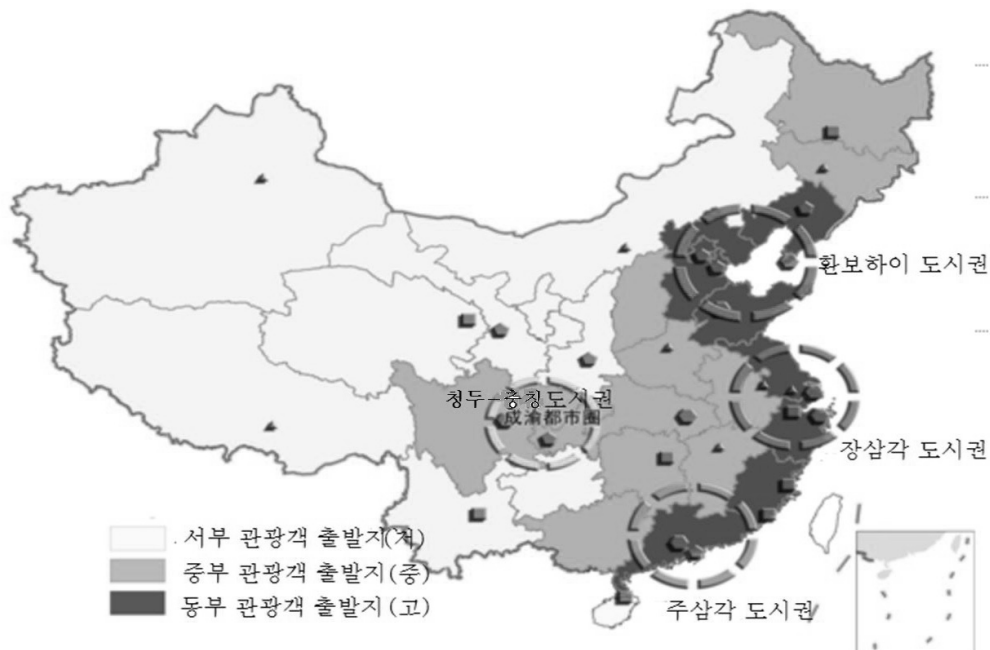 환보하이 도시권
청두-충칭도시권
成渝都市圈
장삼각 도시권
서부 관광객 출발지(저)
중부 관광객 출발지(중)
동부 관광객 출발지(고)
주삼각 도시권